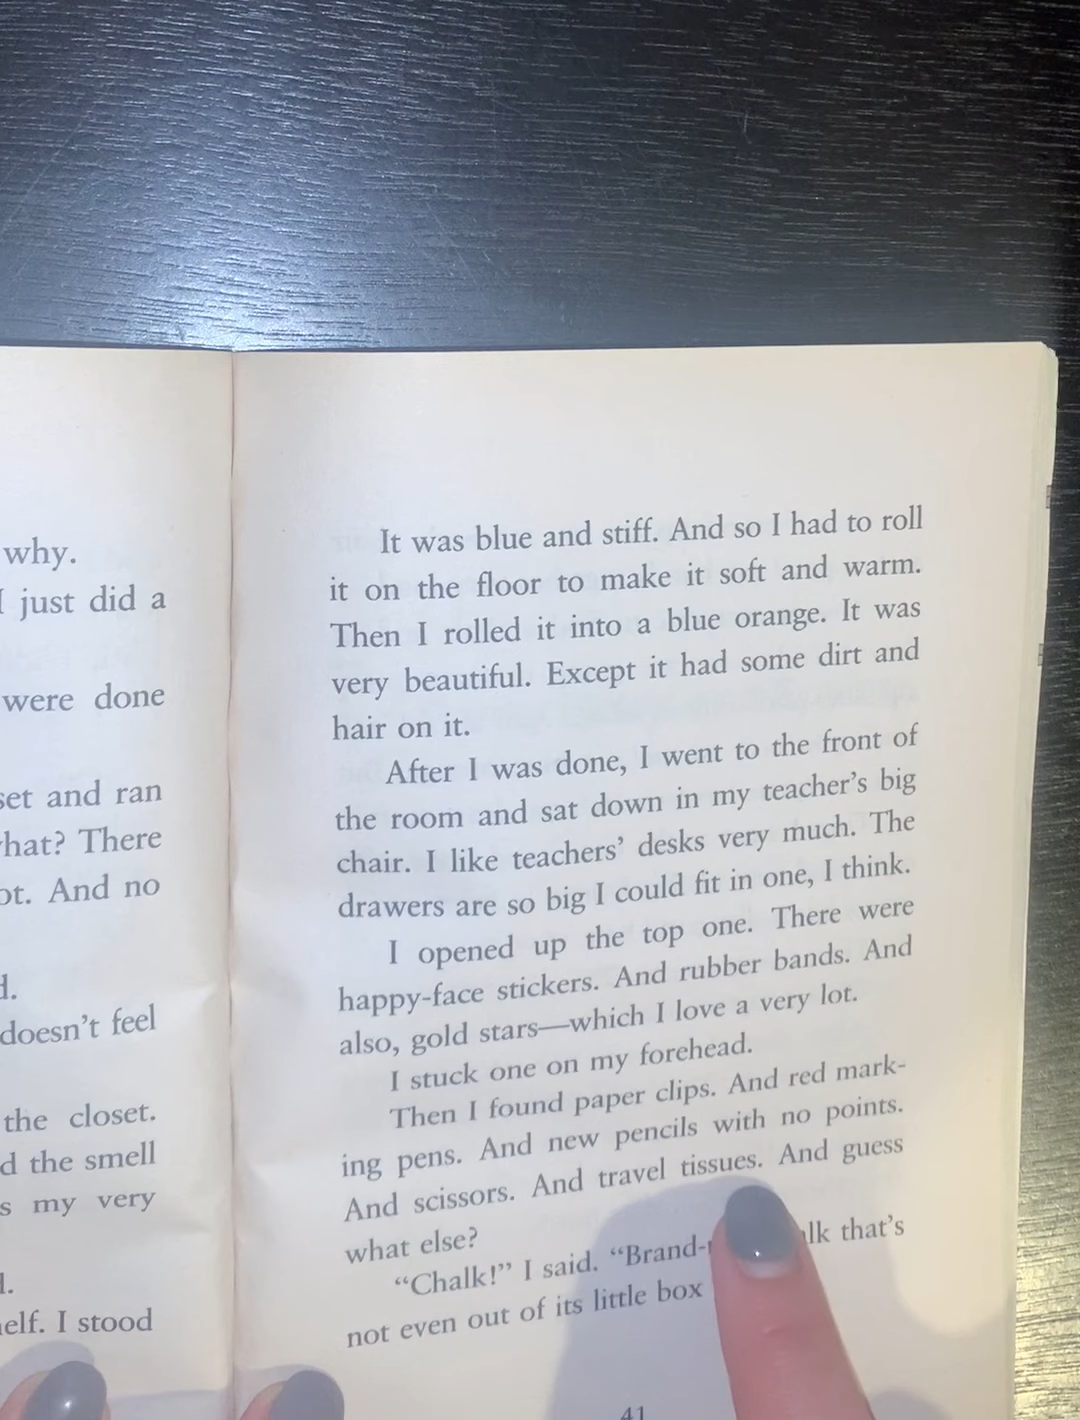 why.
I just did a
were done
set and ran
what? There
And no
doesn't feel
the closet.
the smell
my very
I stood
It was blue and stiff. And so I had to roll
it on the floor to make it soft and warm.
Then I rolled it into a blue orange. It was
very beautiful. Except it had some dirt and
hair on it.
After I was done, I went to the front of
the room and sat down in my teacher's big
chair. I like teachers' desks very much. The
drawers are so big I could fit in one, I think.
I opened up the top one. There were
happy-face stickers. And rubber bands. And
also, gold stars—which I love a very lot.
I stuck one on my forehead.
Then I found paper clips. And red mark-
ing pens. And new pencils with no points.
And scissors. And travel tissues. And guess
what else?
"Chalk!" I said. "Brand- that's
not even out of its little box
41